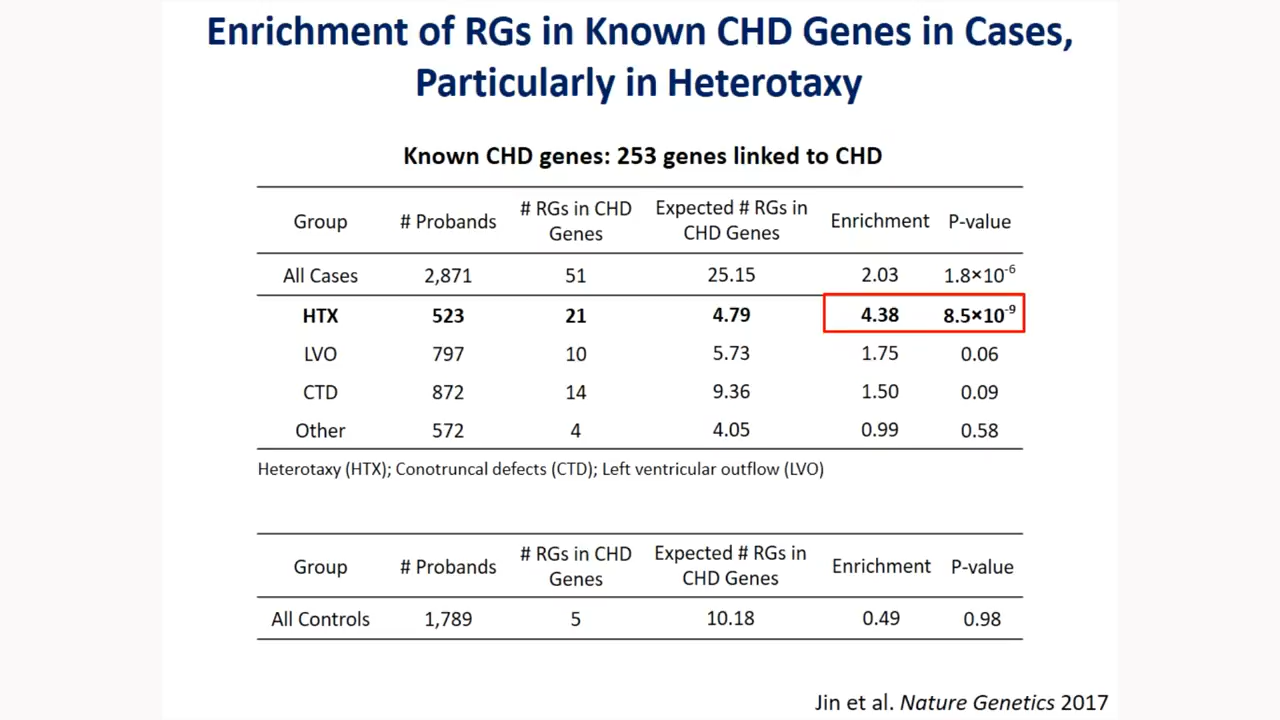 Enrichment of RGs in Known CHD Genes in Cases,
Particularly in Heterotaxy
Known CHD genes: 253 genes linked to CHD
Group # Probands # RGs in CHD Genes Expected # RGs in CHD Genes Enrichment P-value
All Cases 2,871 51 25.15 2.03 1.8×10⁻⁶
HTX 523 21 4.79 4.38 8.5×10⁻⁹
LVO 797 10 5.73 1.75 0.06
CTD 872 14 9.36 1.50 0.09
Other 572 4 4.05 0.99 0.58
Heterotaxy (HTX); Conotruncal defects (CTD); Left ventricular outflow (LVO)
Group # Probands # RGs in CHD Genes Expected # RGs in CHD Genes Enrichment P-value
All Controls 1,789 5 10.18 0.49 0.98
Jin et al. Nature Genetics 2017